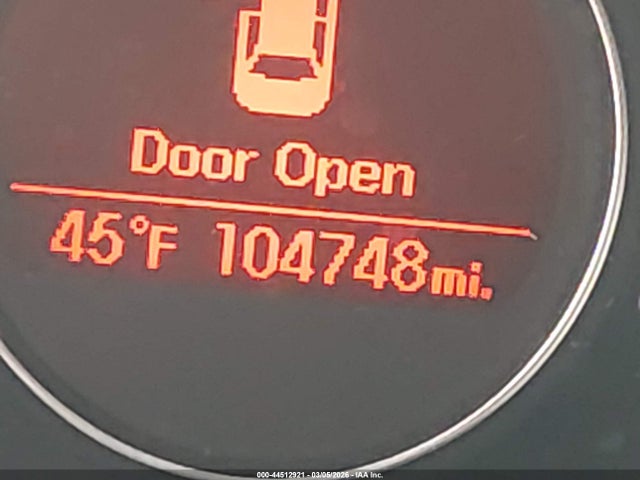 Door Open
45°F 104748mi.
000-44512921 - 03/05/2026 - IAA Inc.